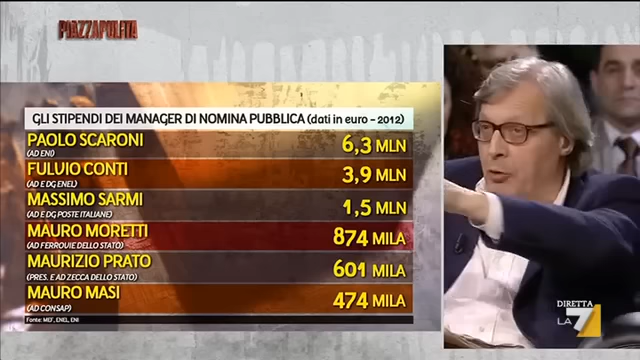 PIAZZAPULITA
GLI STIPENDI DEI MANAGER DI NOMINA PUBBLICA (dati in euro - 2012)
PAOLO SCARONI
(AD ENI)
6,3 MLN
FULVIO CONTI
(AD E DG ENEL)
3,9 MLN
MASSIMO SARMI
(AD E DG POSTE ITALIANE)
1,5 MLN
MAURO MORETTI
(AD FERROVIE DELLO STATO)
874 MILA
MAURIZIO PRATO
(PRES. E AD ZECCA DELLO STATO)
601 MILA
MAURO MASI
(AD CONSAP)
474 MILA
Fonte: MEF, ENEL, ENI
DIRETTA
LA 7